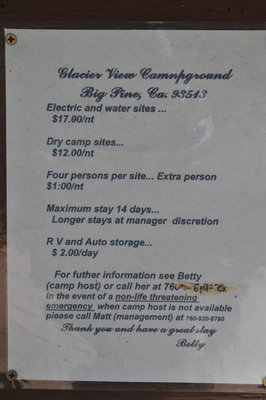 Glacier View Camnpground
Big Pine, Ca. 93513
Electric and water sites ...
$17.00/nt
Dry camp sites...
$12.00/nt
Four persons per site... Extra person
$1:00/nt
Maximum stay 14 days...
Longer stays at manager discretion
R V and Auto storage...
$ 2.00/day
For futher information see Betty
(camp host) or call her at
In the event of a non-life threatening
emergency when camp host is not available
please call Matt (management) at 760-920-8780
Thank you and have a great stay
Betty